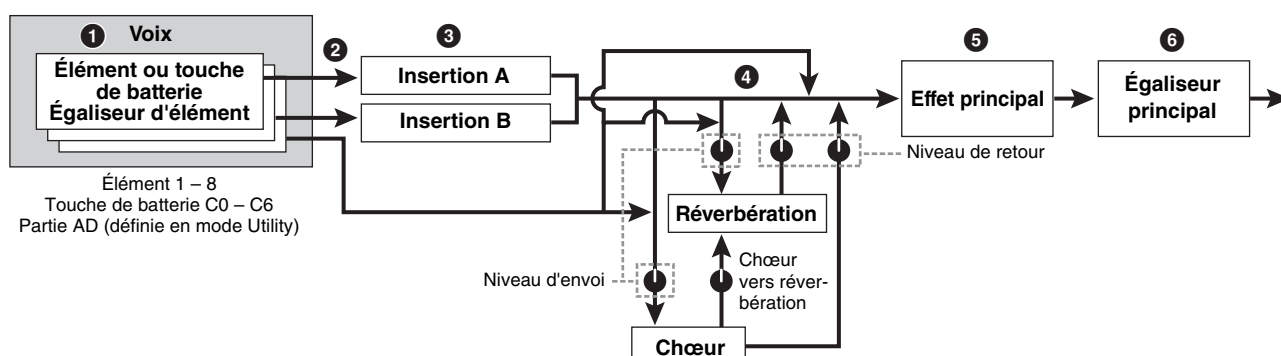 1
Voix
2
3
4
5
6
Élément ou touche
de batterie
Égaliseur d'élément
Insertion A
Insertion B
Effet principal
Égaliseur
principal
Niveau de retour
Élément 1 – 8
Touche de batterie C0 – C6
Partie AD (définie en mode Utility)
Réverbération
Niveau d'envoi
Chœur
vers réver-
bération
Chœur